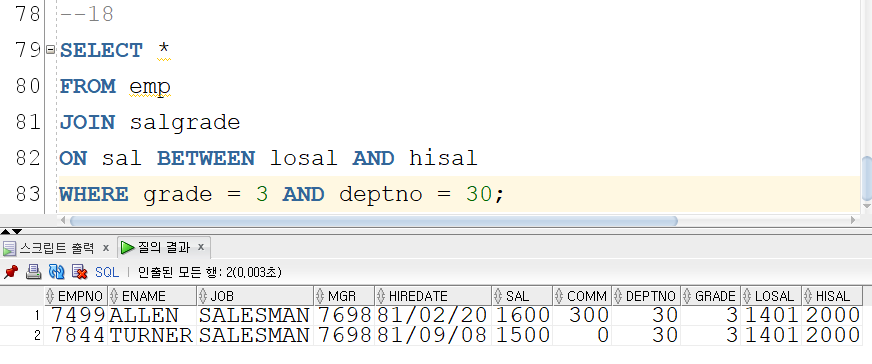 78 --18
79 SELECT *
80 FROM emp
81 JOIN salgrade
82 ON sal BETWEEN losal AND hisal
83 WHERE grade = 3 AND deptno = 30;
스크립트 출력 x 질의 결과 x
SQL | 인출된 모든 행: 2(0,003초)
EMPNO ENAME JOB MGR HIREDATE SAL COMM DEPTNO GRADE LOSAL HISAL
1 7499 ALLEN SALESMAN 7698 81/02/20 1600 300 30 3 1401 2000
2 7844 TURNER SALESMAN 7698 81/09/08 1500 0 30 3 1401 2000